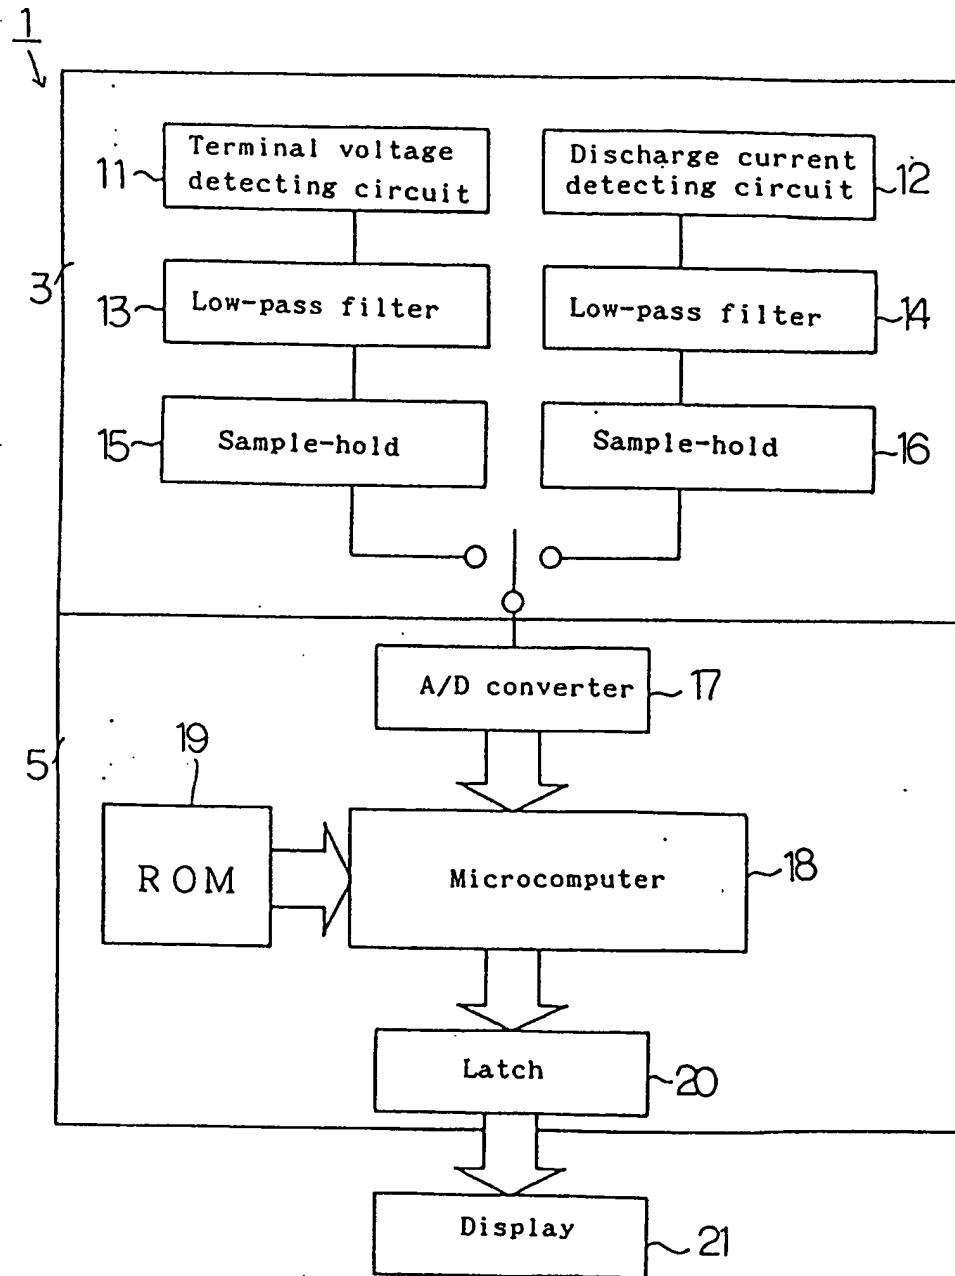 1
Terminal voltage
detecting circuit
11
Discharge current
detecting circuit
12
3
13
Low-pass filter
Low-pass filter
14
15
Sample-hold
Sample-hold
16
A/D converter
17
5
19
ROM
Microcomputer
18
Latch
20
Display
21